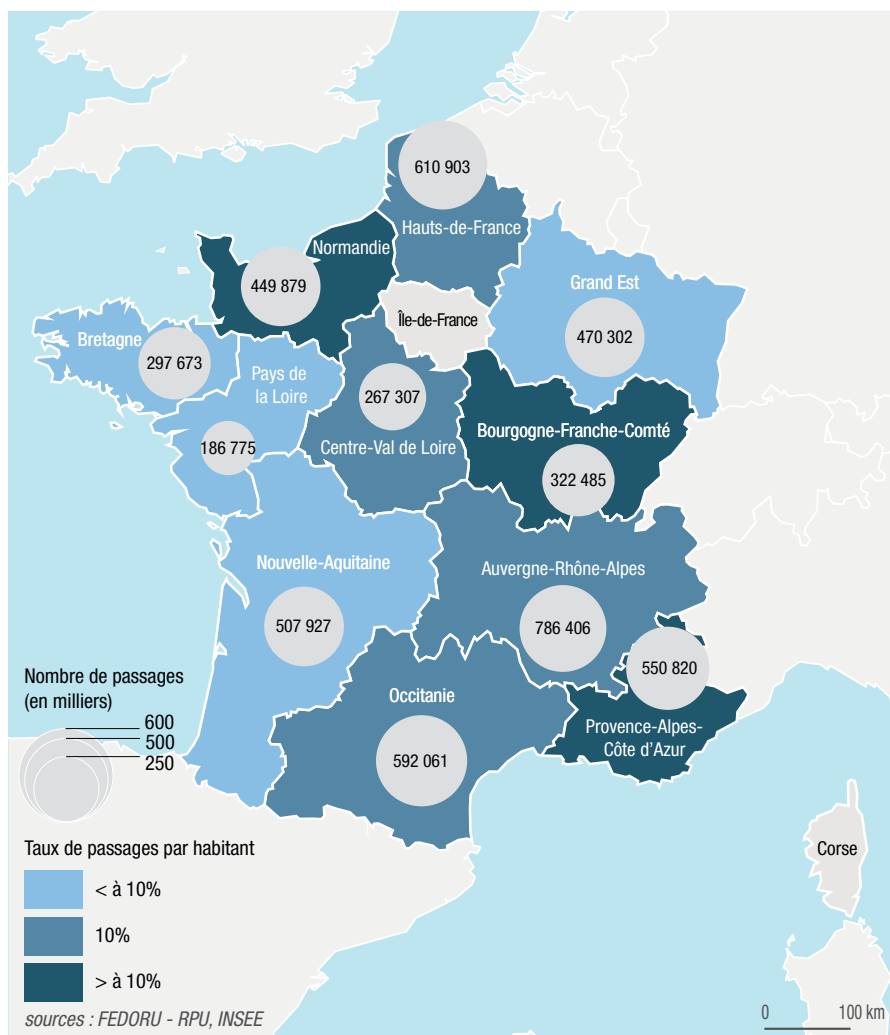 610 903
Hauts-de-France
Normandie
449 879
Grand Est
470 302
Île-de-France
Bretagne
297 673
Pays de
la Loire
267 307
Centre-Val de Loire
186 775
Bourgogne-Franche-Comté
322 485
Nouvelle-Aquitaine
507 927
Auvergne-Rhône-Alpes
786 406
550 820
Provence-Alpes-
Côte d'Azur
Occitanie
592 061
Corse
Nombre de passages
(en milliers)
600
500
250
Taux de passages par habitant
< à 10%
10%
> à 10%
sources : FEDORU - RPU, INSEE
0 100 km